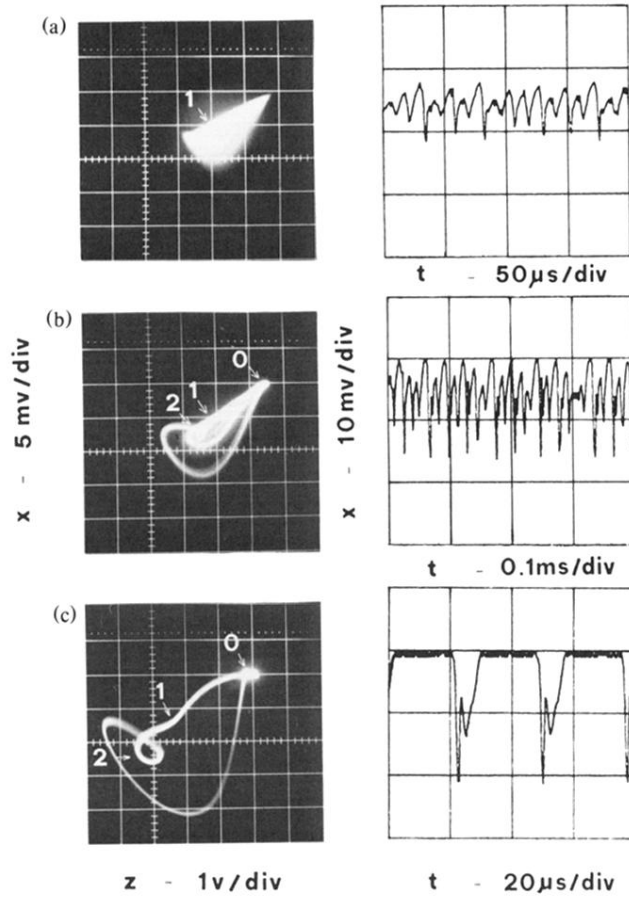 (a)
1
t - 50µs/div
(b)
0
1
2
x - 5 mv/div
x - 10 mv/div
t - 0.1ms/div
(c)
0
1
2
z - 1v/div
t - 20µs/div